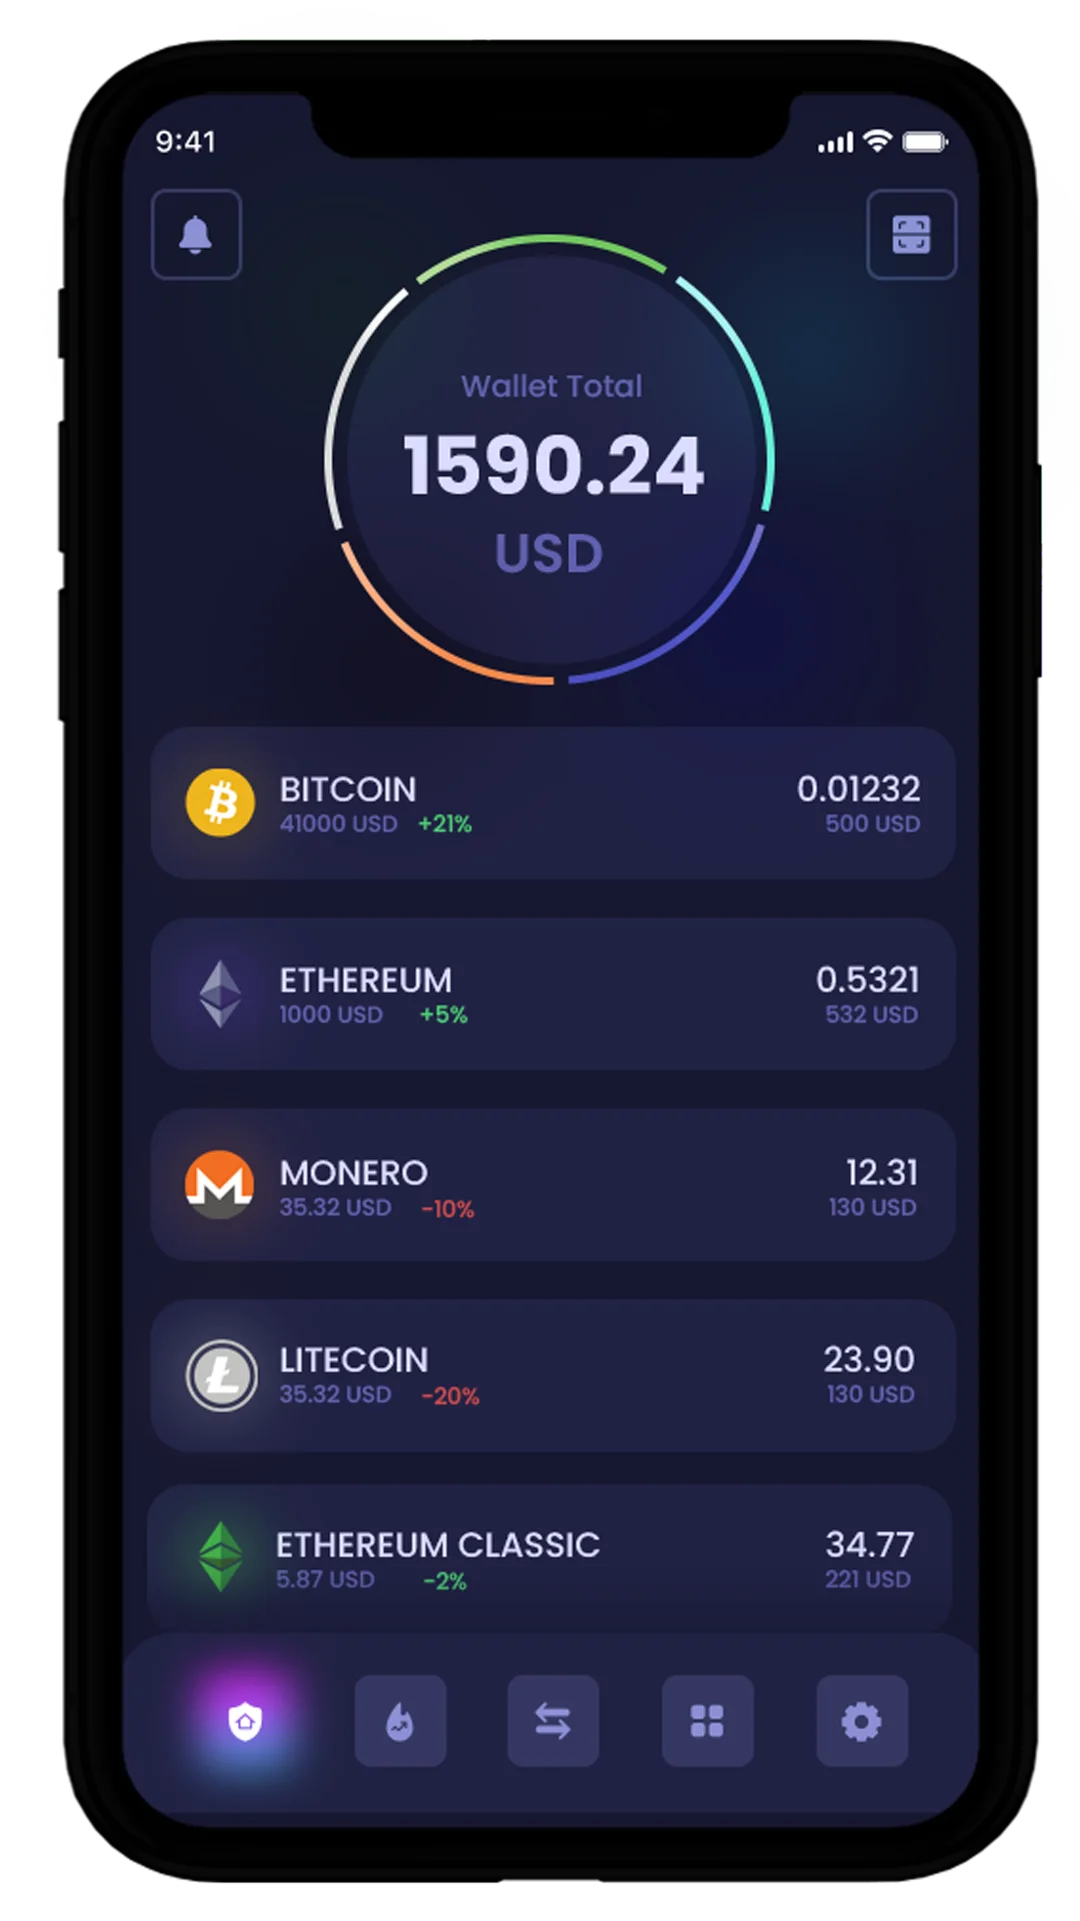 9:41
Wallet Total
1590.24
USD
BITCOIN 0.01232
41000 USD +21% 500 USD
ETHEREUM 0.5321
1000 USD +5% 532 USD
MONERO 12.31
35.32 USD -10% 130 USD
LITECOIN 23.90
35.32 USD -20% 130 USD
ETHEREUM CLASSIC 34.77
5.87 USD -2% 221 USD